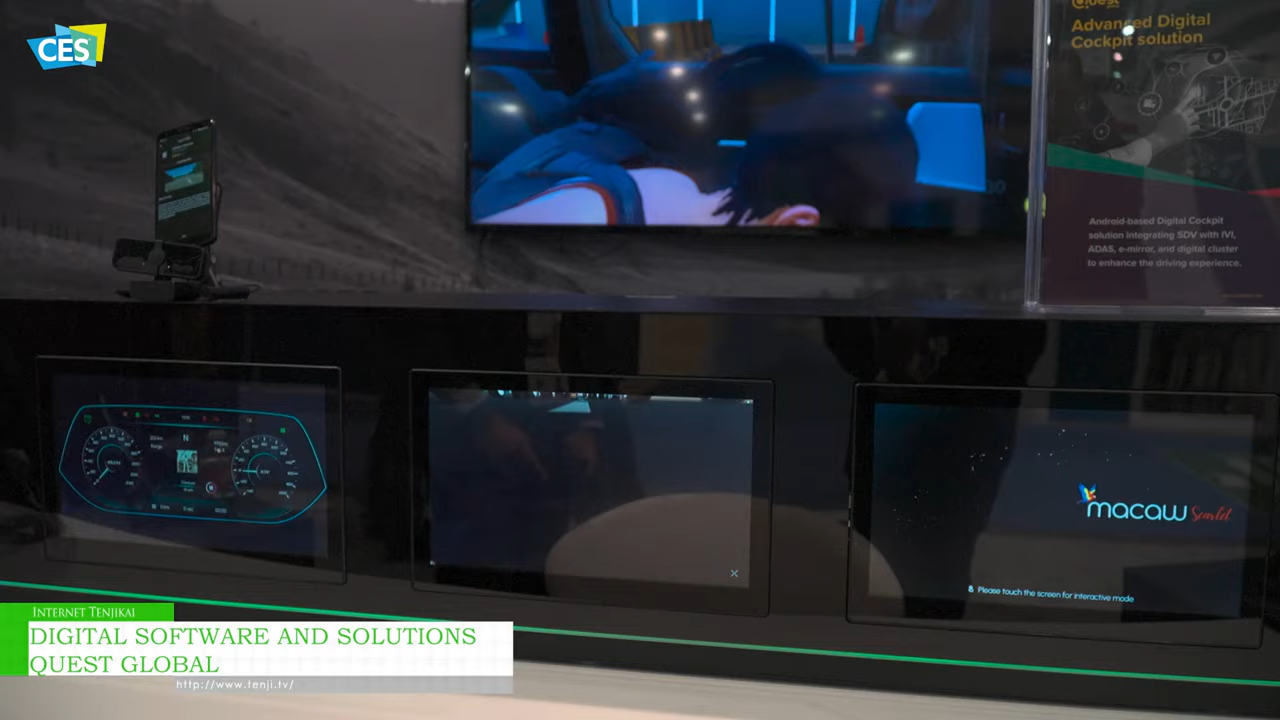 CES
Quest
Advanced Digital
Cockpit solution
Android-based Digital Cockpit
solution integrating SDV with IVI,
ADAS, e-mirror, and digital cluster
to enhance the driving experience.
N
macaw Scarlet
Please touch the screen for interactive mode
INTERNET TENJIKAI
DIGITAL SOFTWARE AND SOLUTIONS
QUEST GLOBAL
http://www.tenji.tv/